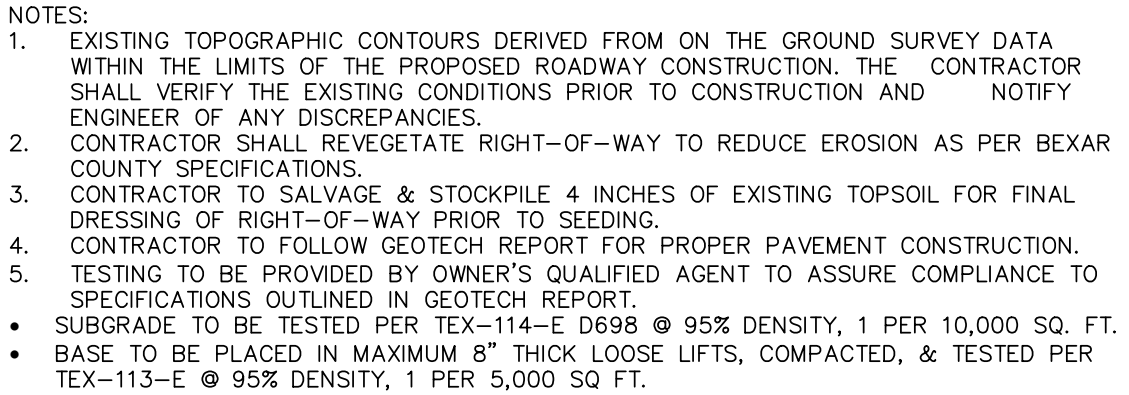 NOTES:
1. EXISTING TOPOGRAPHIC CONTOURS DERIVED FROM ON THE GROUND SURVEY DATA
WITHIN THE LIMITS OF THE PROPOSED ROADWAY CONSTRUCTION. THE CONTRACTOR
SHALL VERIFY THE EXISTING CONDITIONS PRIOR TO CONSTRUCTION AND NOTIFY
ENGINEER OF ANY DISCREPANCIES.
2. CONTRACTOR SHALL REVEGETATE RIGHT-OF-WAY TO REDUCE EROSION AS PER BEXAR
COUNTY SPECIFICATIONS.
3. CONTRACTOR TO SALVAGE & STOCKPILE 4 INCHES OF EXISTING TOPSOIL FOR FINAL
DRESSING OF RIGHT-OF-WAY PRIOR TO SEEDING.
4. CONTRACTOR TO FOLLOW GEOTECH REPORT FOR PROPER PAVEMENT CONSTRUCTION.
5. TESTING TO BE PROVIDED BY OWNER'S QUALIFIED AGENT TO ASSURE COMPLIANCE TO
SPECIFICATIONS OUTLINED IN GEOTECH REPORT.
• SUBGRADE TO BE TESTED PER TEX-114-E D698 @ 95% DENSITY, 1 PER 10,000 SQ. FT.
• BASE TO BE PLACED IN MAXIMUM 8" THICK LOOSE LIFTS, COMPACTED, & TESTED PER
TEX-113-E @ 95% DENSITY, 1 PER 5,000 SQ FT.